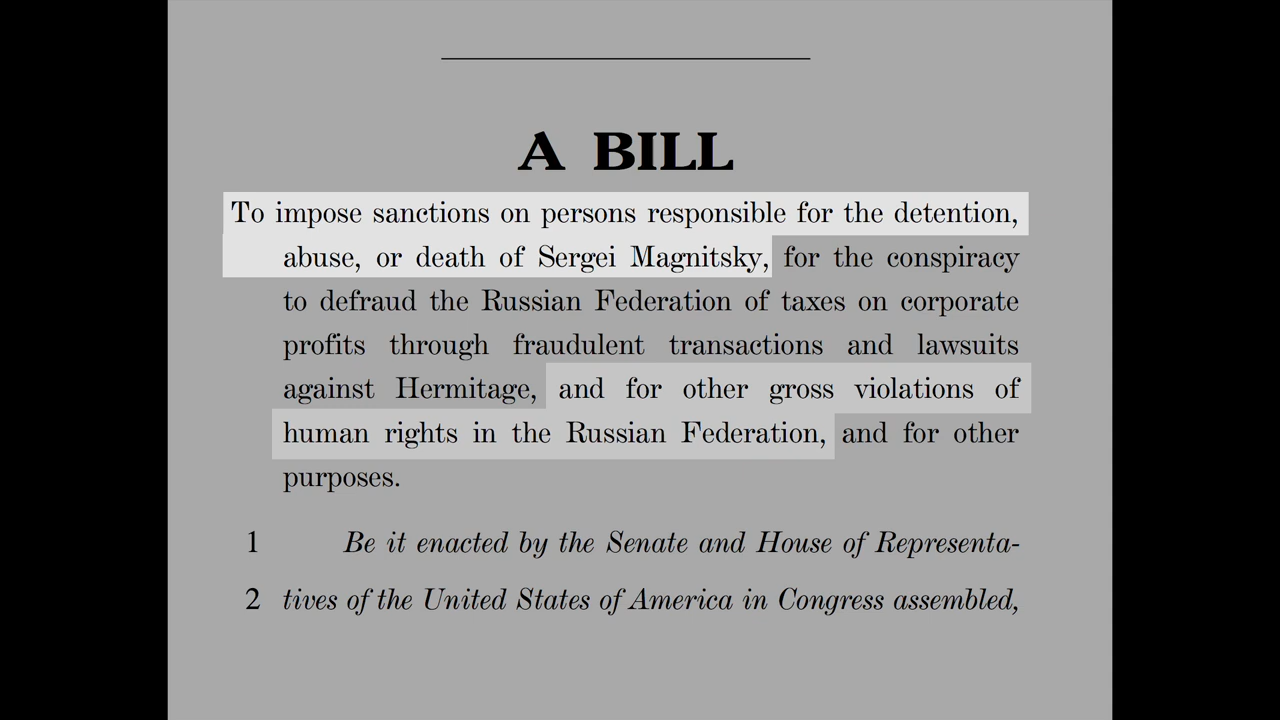 A BILL
To impose sanctions on persons responsible for the detention,
abuse, or death of Sergei Magnitsky, for the conspiracy
to defraud the Russian Federation of taxes on corporate
profits through fraudulent transactions and lawsuits
against Hermitage, and for other gross violations of
human rights in the Russian Federation, and for other
purposes.
1 Be it enacted by the Senate and House of Representa-
2 tives of the United States of America in Congress assembled,